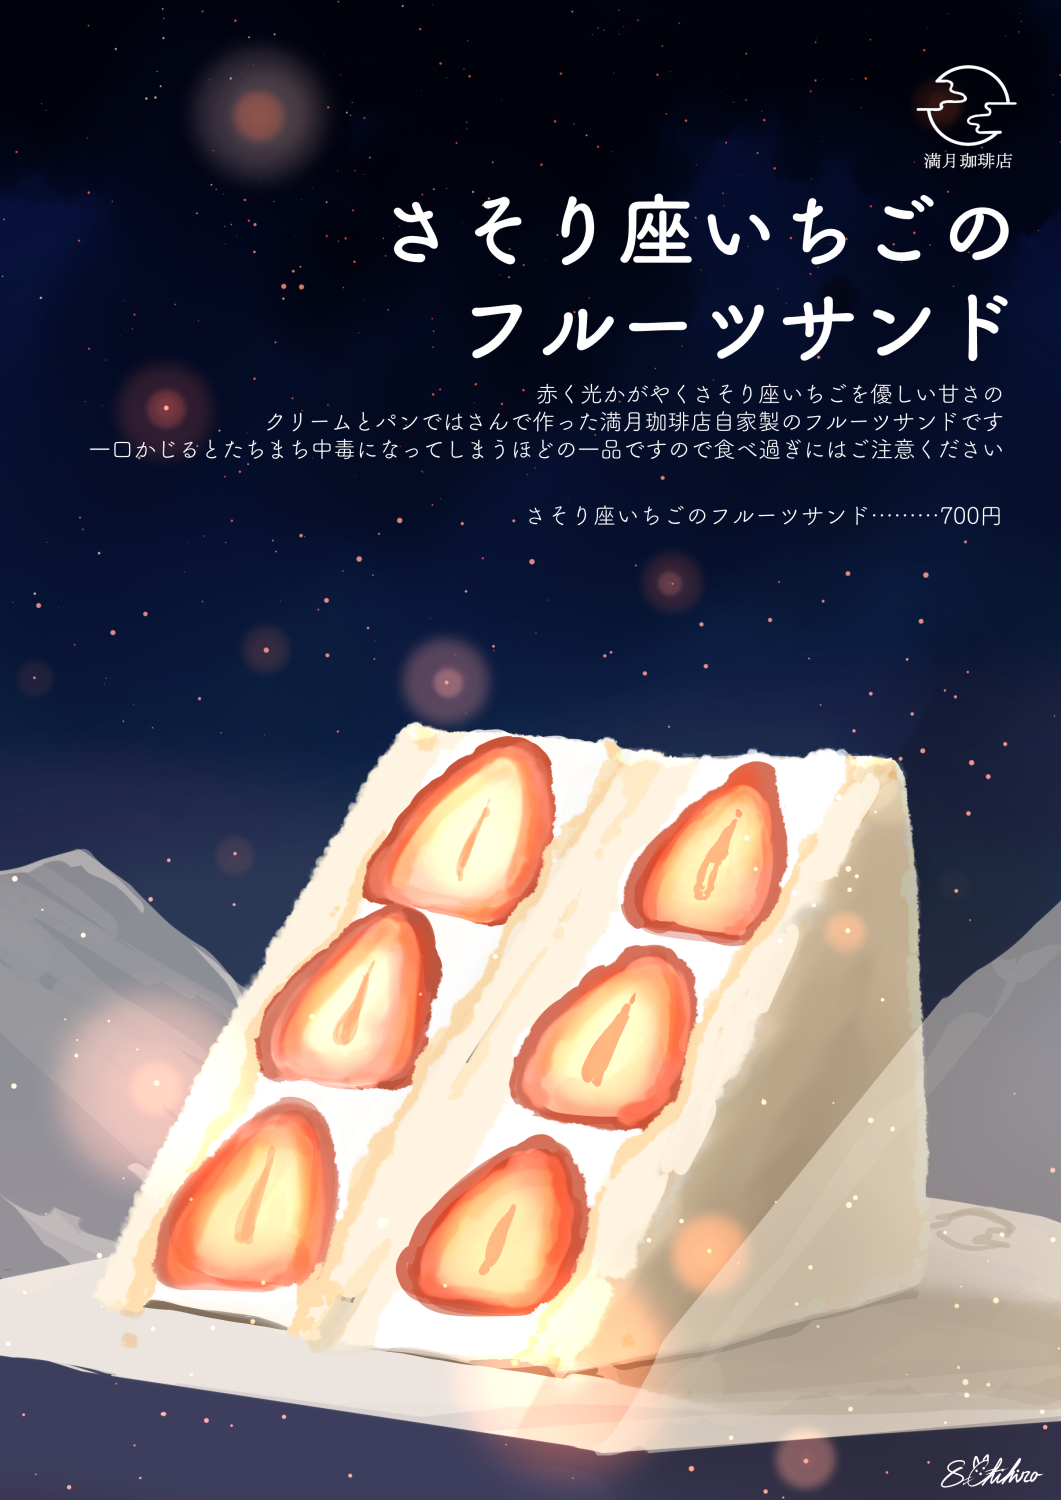 満月珈琲店
さそり座いちごの
フルーツサンド
赤く光かがやくさそり座いちごを優しい甘さの
クリームとパンではさんで作った満月珈琲店自家製のフルーツサンドです
一口かじるとたちまち中毒になってしまうほどの一品ですので食べ過ぎにはご注意ください
さそり座いちごのフルーツサンド………700円